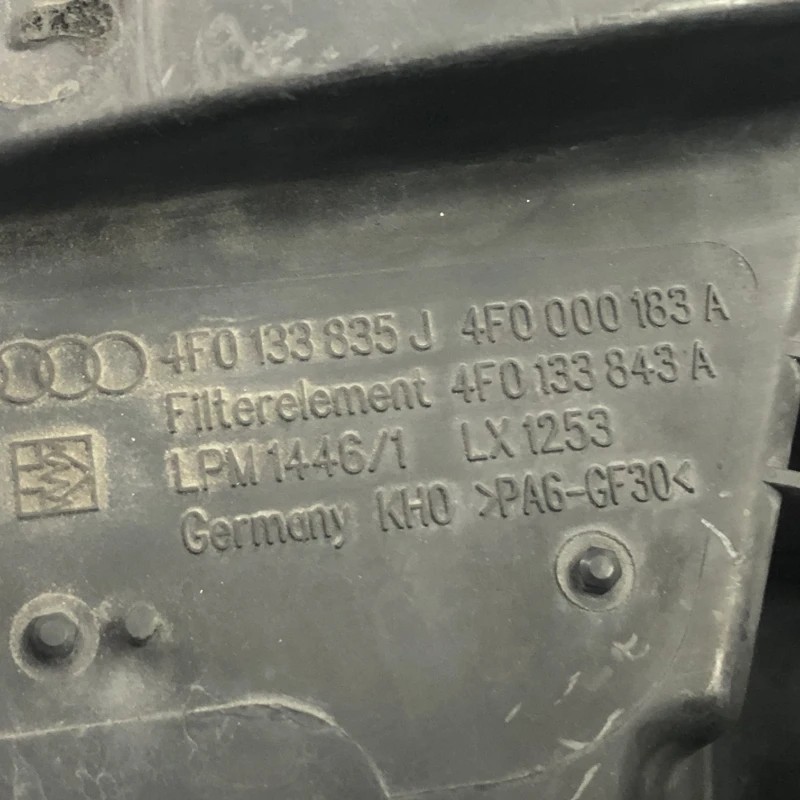 4F0 133 835 J 4F0 000 183 A
Filterelement 4F0 133 843 A
LPM 1446/1 LX 1253
Germany KH0 >PA6-GF30<